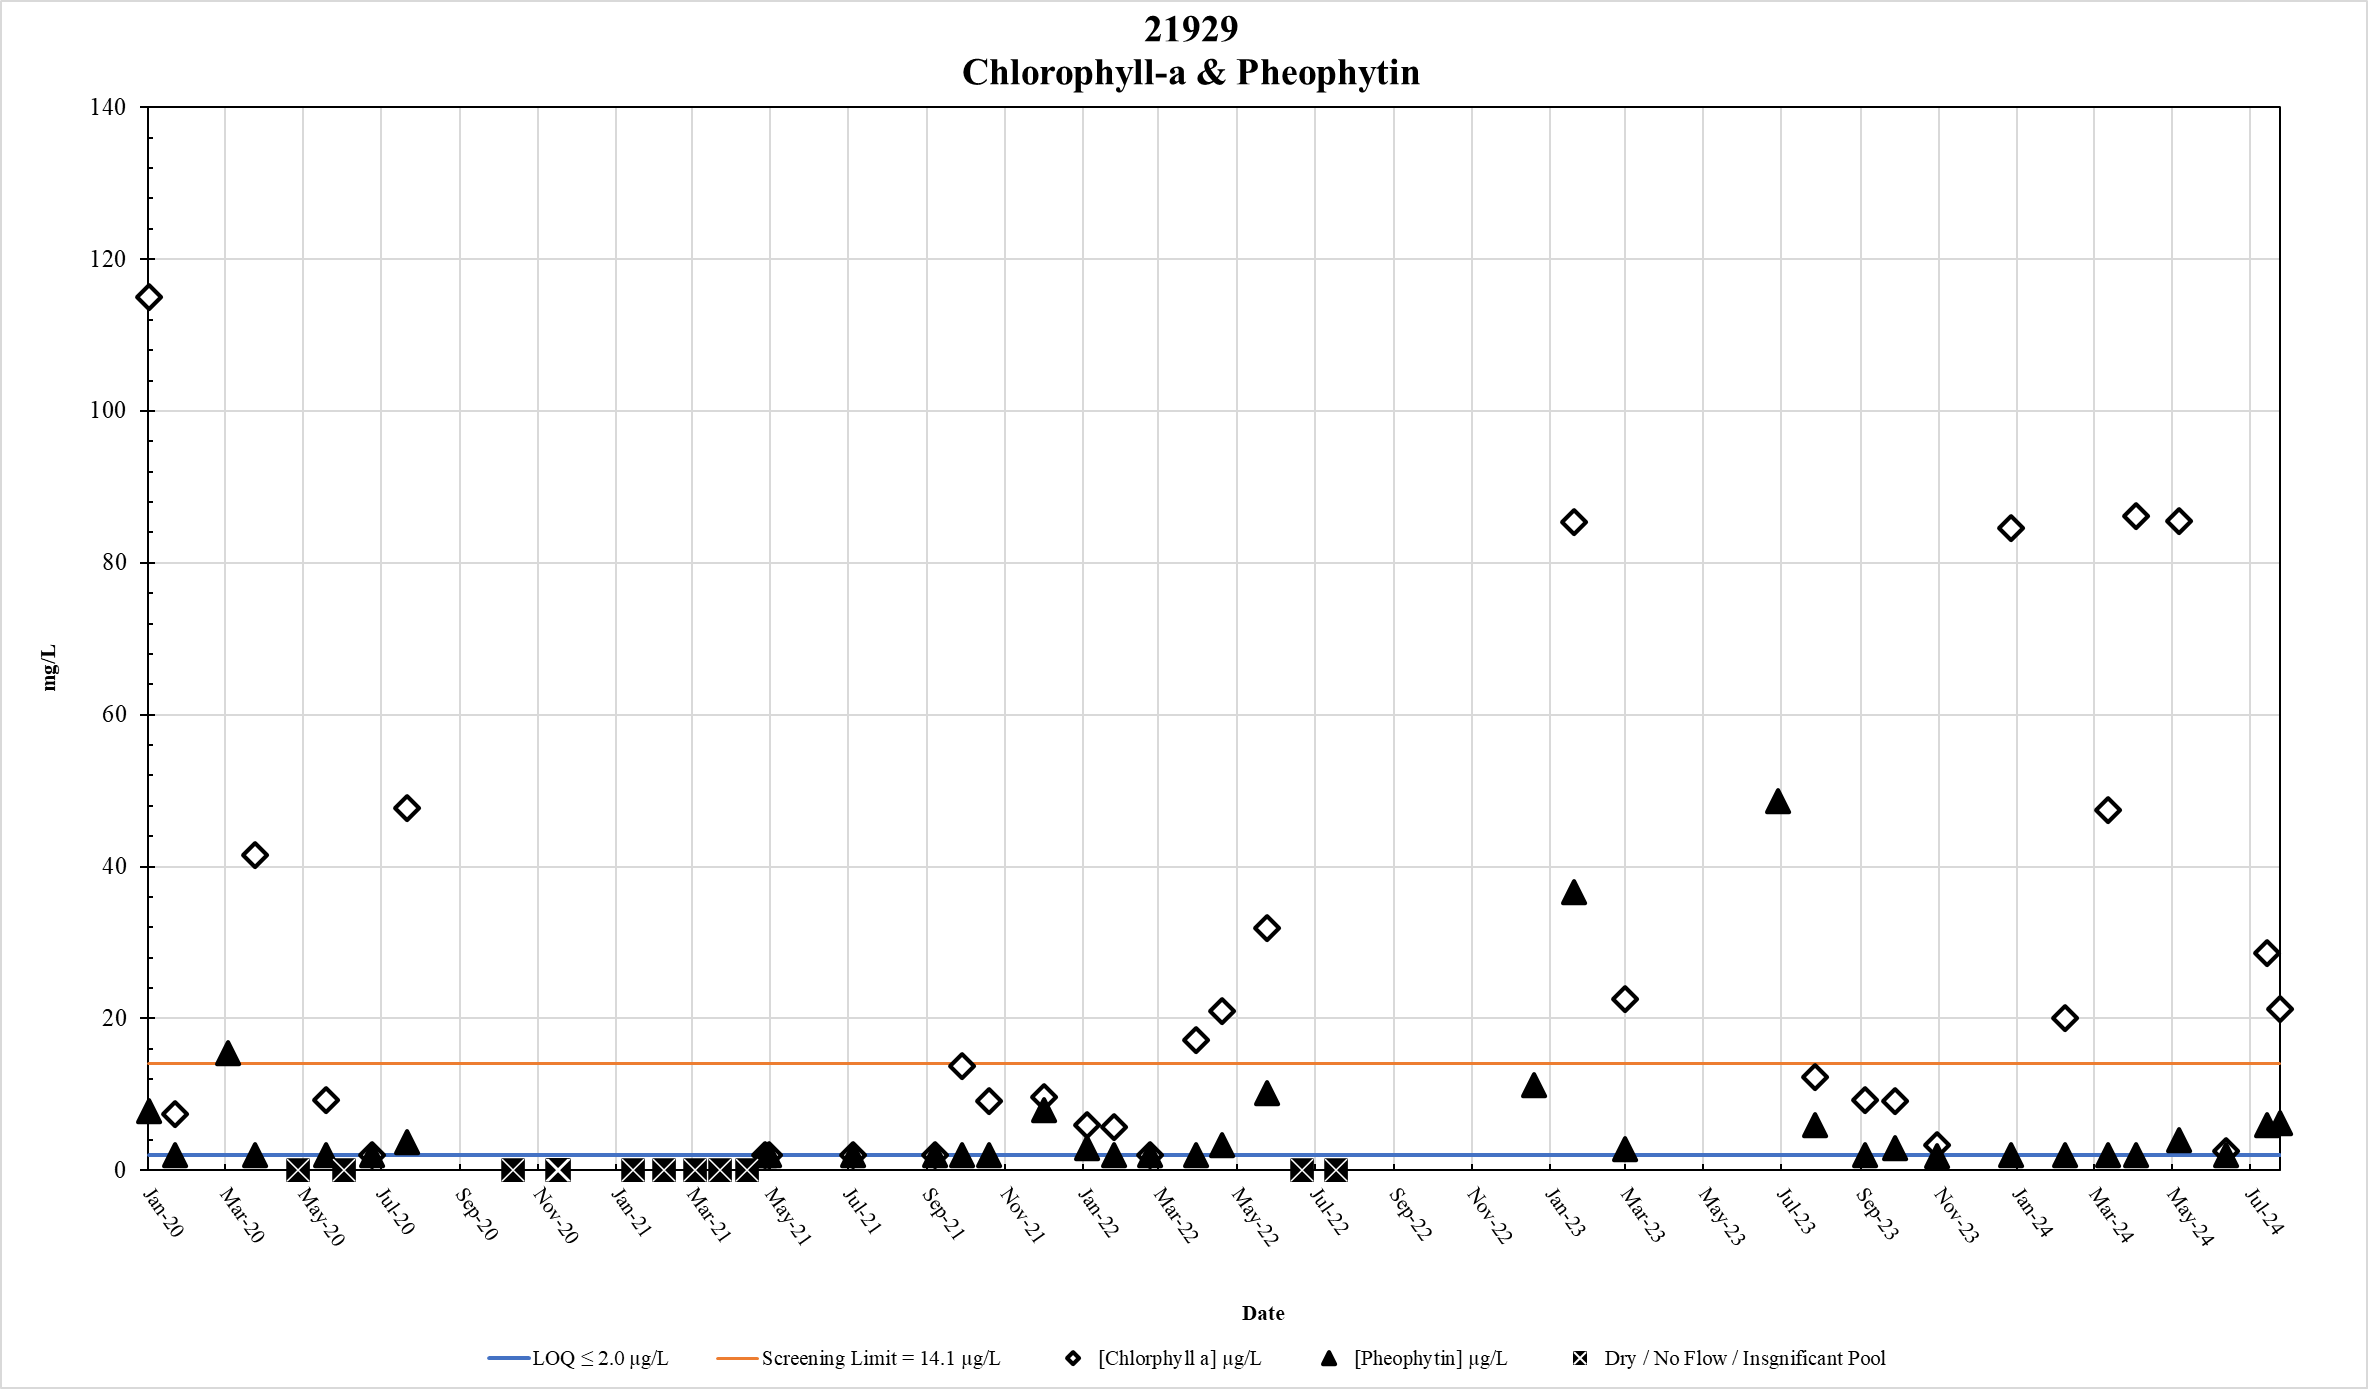 21929
Chlorophyll-a & Pheophytin
140
120
100
80
60
40
20
0
mg/L
Jan-20
Mar-20
May-20
Jul-20
Sep-20
Nov-20
Jan-21
Mar-21
May-21
Jul-21
Sep-21
Nov-21
Jan-22
Mar-22
May-22
Jul-22
Sep-22
Nov-22
Jan-23
Mar-23
May-23
Jul-23
Sep-23
Nov-23
Jan-24
Mar-24
May-24
Jul-24
Date
LOQ ≤ 2.0 µg/L
Screening Limit = 14.1 µg/L
[Chlorphyll a] µg/L
[Pheophytin] µg/L
Dry / No Flow / Insgnificant Pool